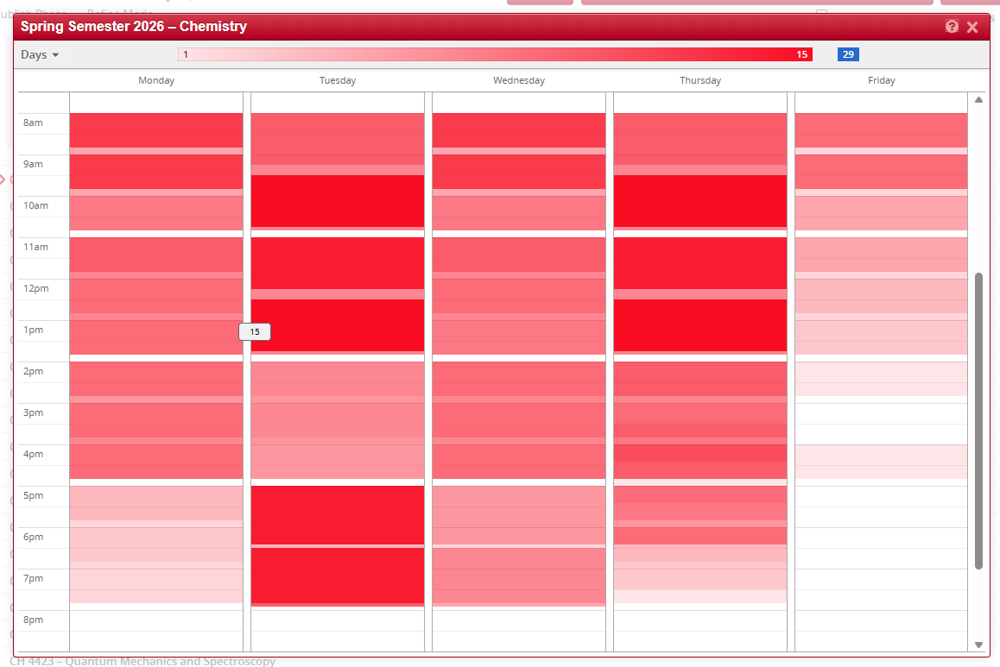 Spring Semester 2026 – Chemistry
?
Days
1
15
29
Monday Tuesday Wednesday Thursday Friday
8am
9am
10am
11am
12pm
1pm
15
2pm
3pm
4pm
5pm
6pm
7pm
8pm
CH 4423 – Quantum Mechanics and Spectroscopy